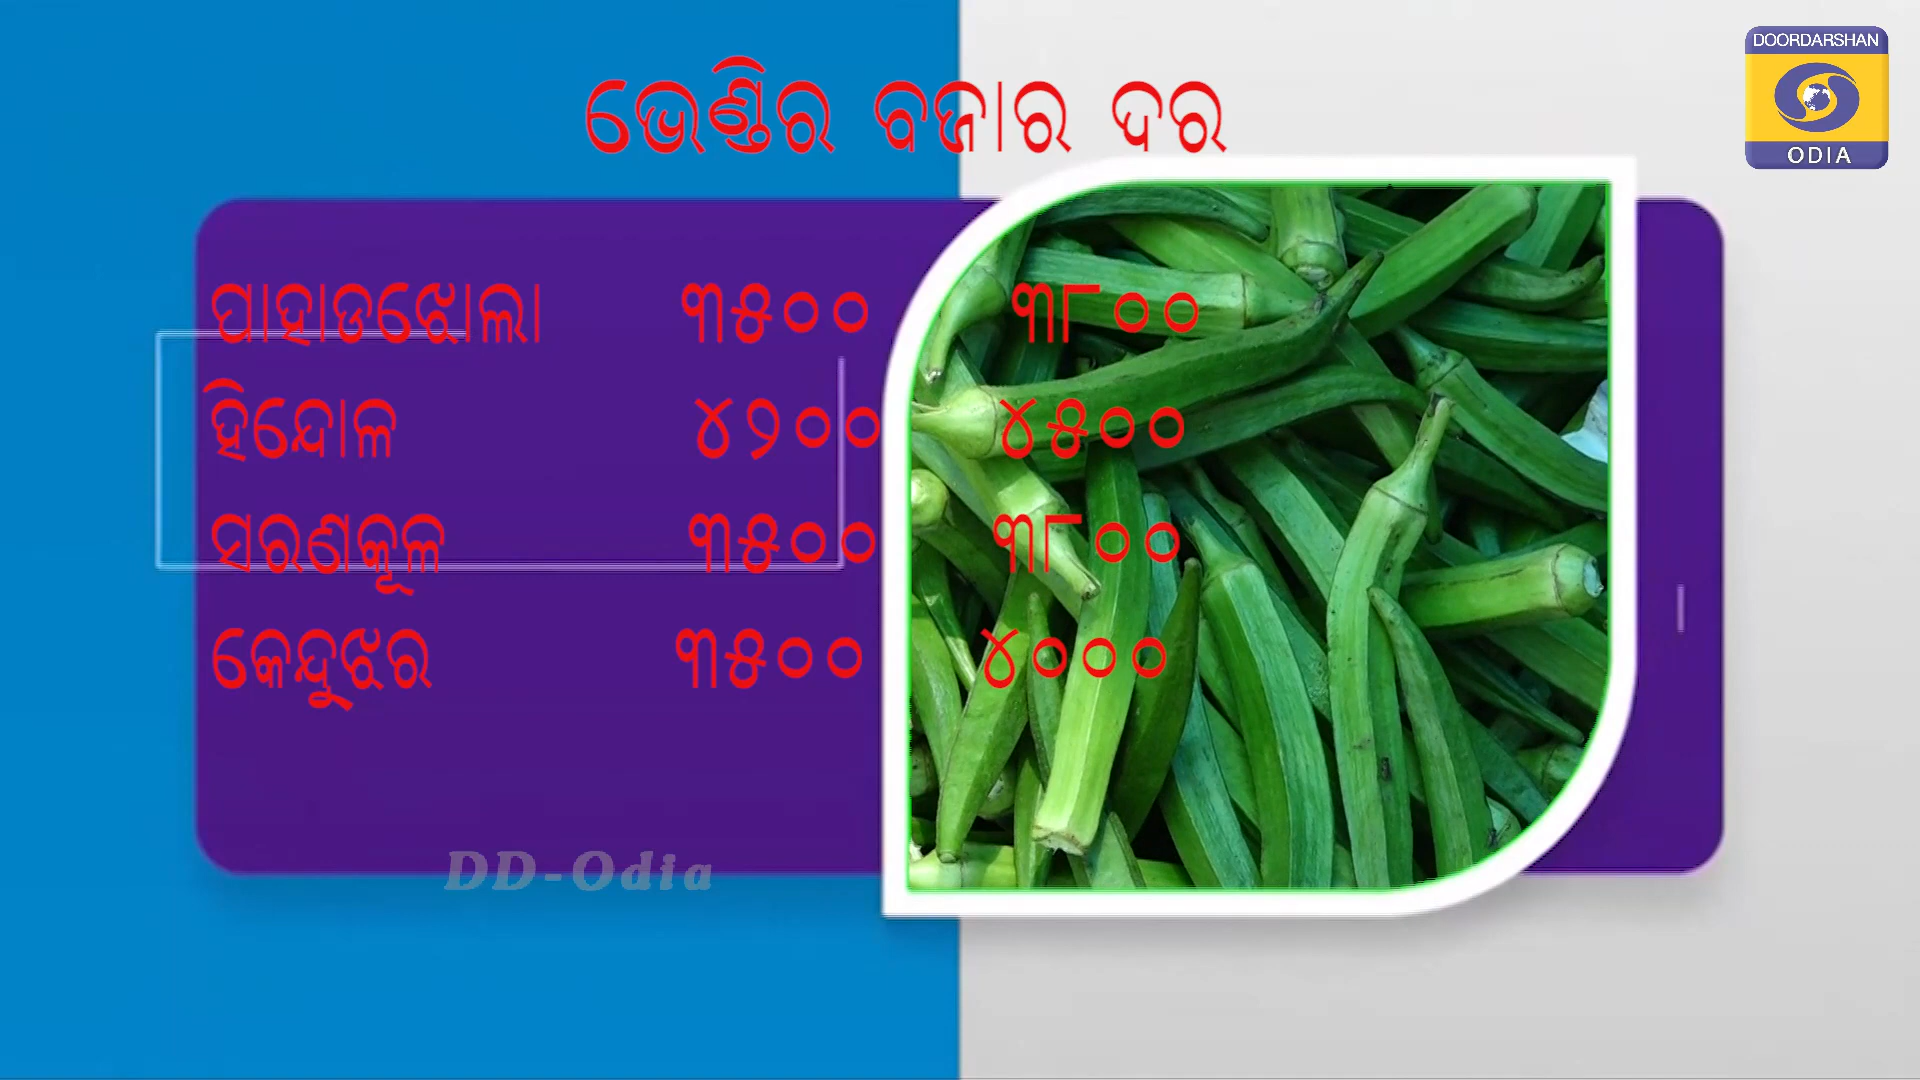 DOORDARSHAN
ODIA
ଭେଣ୍ଡିର ବଜାର ଦର
ପାହାଡଝୋଲା ୩୫୦୦ ୩୮୦୦
ହିନ୍ଦୋଳ ୪୨୦୦ ୪୫୦୦
ସରଣକୂଳ ୩୫୦୦ ୩୮୦୦
କେନ୍ଦୁଝର ୩୫୦୦ ୪୦୦୦
DD-Odia